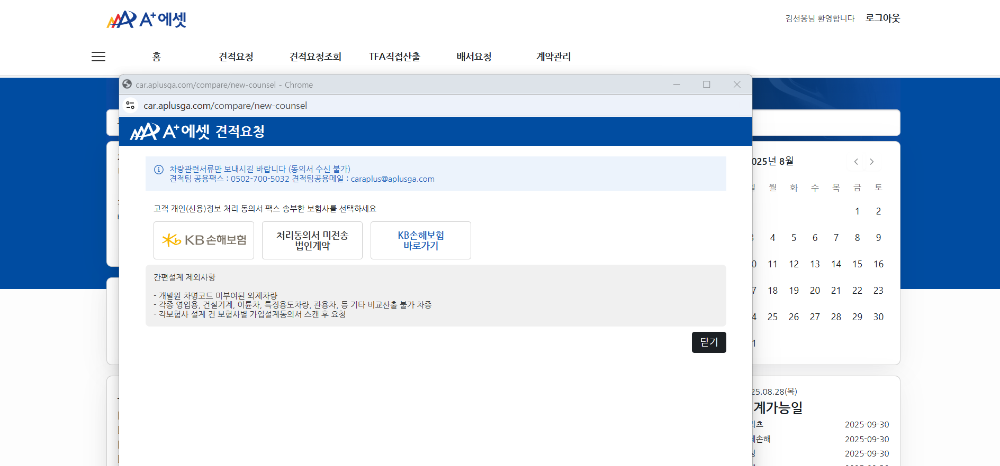 A+에셋
김선웅님 환영합니다 로그아웃
홈 견적요청 견적요청조회 TFA직접산출 배서요청 계약관리
car.aplusga.com/compare/new-counsel - Chrome
car.aplusga.com/compare/new-counsel
A+에셋 견적요청
차량관련서류만 보내시길 바랍니다 (동의서 수신 불가)
견적팀 공용팩스 : 0502-700-5032 견적팀공용메일 : caraplus@aplusga.com
고객 개인(신용)정보 처리 동의서 팩스 송부한 보험사를 선택하세요
KB손해보험
처리동의서 미전송
법인계약
KB손해보험
바로가기
간편설계 제외사항
- 개발원 차명코드 미부여된 외제차량
- 각종 영업용, 건설기계, 이륜차, 특정용도차량, 관용차, 등 기타 비교산출 불가 차종
- 각보험사 설계 건 보험사별 가입설계동의서 스캔 후 요청
닫기
025년 8월
월 화 수 목 금 토
1 2
4 5 6 7 8 9
0 11 12 13 14 15 16
7 18 19 20 21 22 23
4 25 26 27 28 29 30
1
25.08.28(목)
계가능일
리츠 2025-09-30
손해 2025-09-30
2025-09-30